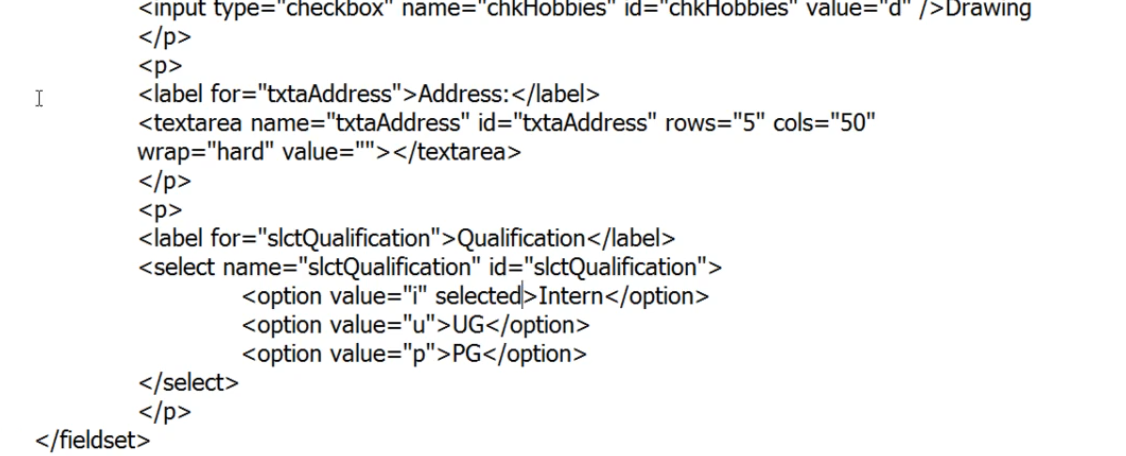 <input type="checkbox" name="chkHobbies" id="chkHobbies" value="d" />Drawing
</p>
<p>
<label for="txtaAddress">Address:</label>
<textarea name="txtaAddress" id="txtaAddress" rows="5" cols="50"
wrap="hard" value=""></textarea>
</p>
<p>
<label for="slctQualification">Qualification</label>
<select name="slctQualification" id="slctQualification">
<option value="i" selected>Intern</option>
<option value="u">UG</option>
<option value="p">PG</option>
</select>
</p>
</fieldset>